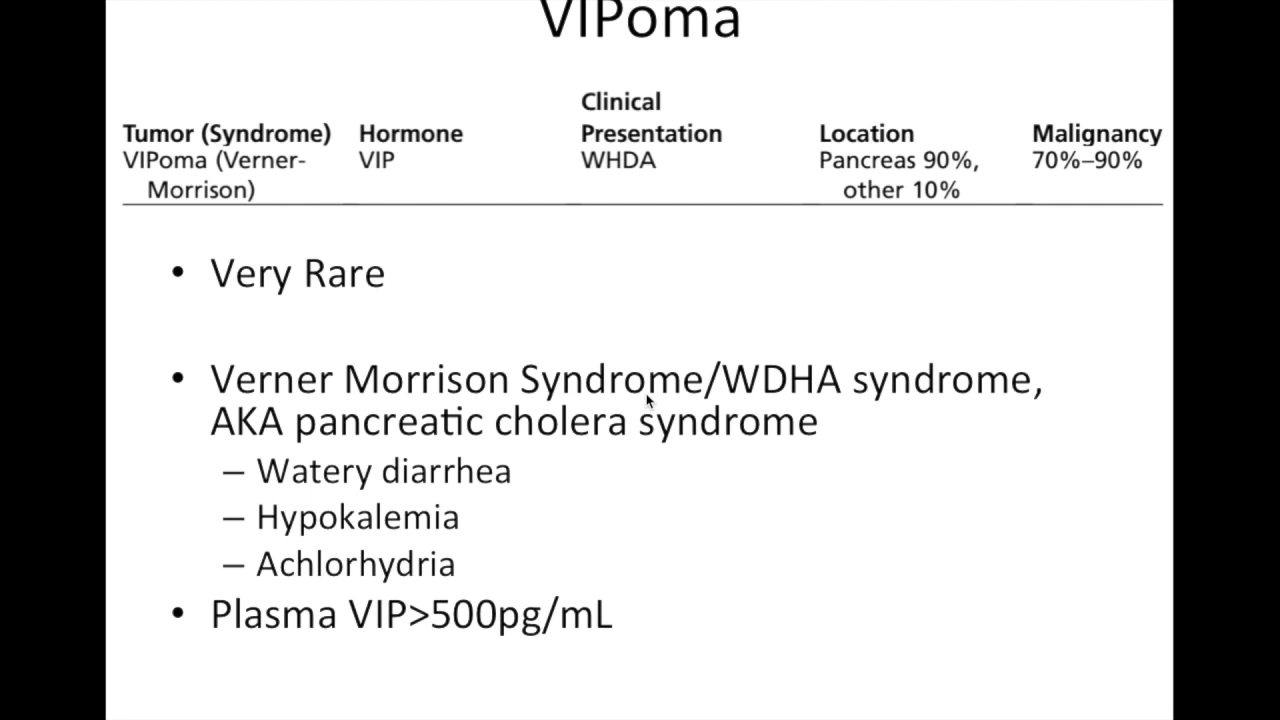 VIPoma
Clinical
Tumor (Syndrome) Hormone Presentation Location Malignancy
VIPoma (Verner- VIP WHDA Pancreas 90%, 70%–90%
Morrison) other 10%
• Very Rare
• Verner Morrison Syndrome/WDHA syndrome,
AKA pancreatic cholera syndrome
– Watery diarrhea
– Hypokalemia
– Achlorhydria
• Plasma VIP>500pg/mL